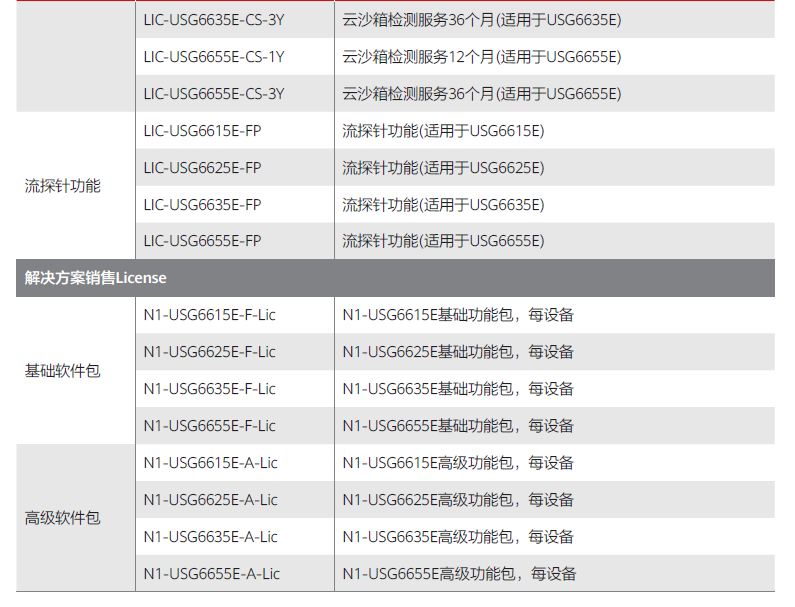 LIC-USG6635E-CS-3Y 云沙箱检测服务36个月(适用于USG6635E)
LIC-USG6655E-CS-1Y 云沙箱检测服务12个月(适用于USG6655E)
LIC-USG6655E-CS-3Y 云沙箱检测服务36个月(适用于USG6655E)
流探针功能
LIC-USG6615E-FP 流探针功能(适用于USG6615E)
LIC-USG6625E-FP 流探针功能(适用于USG6625E)
LIC-USG6635E-FP 流探针功能(适用于USG6635E)
LIC-USG6655E-FP 流探针功能(适用于USG6655E)
解决方案销售License
基础软件包
N1-USG6615E-F-Lic N1-USG6615E基础功能包，每设备
N1-USG6625E-F-Lic N1-USG6625E基础功能包，每设备
N1-USG6635E-F-Lic N1-USG6635E基础功能包，每设备
N1-USG6655E-F-Lic N1-USG6655E基础功能包，每设备
高级软件包
N1-USG6615E-A-Lic N1-USG6615E高级功能包，每设备
N1-USG6625E-A-Lic N1-USG6625E高级功能包，每设备
N1-USG6635E-A-Lic N1-USG6635E高级功能包，每设备
N1-USG6655E-A-Lic N1-USG6655E高级功能包，每设备